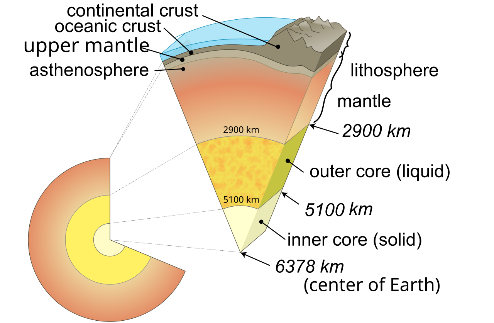 continental crust
oceanic crust
upper mantle
asthenosphere
lithosphere
mantle
2900 km
2900 km
outer core (liquid)
5100 km
5100 km
inner core (solid)
6378 km
(center of Earth)